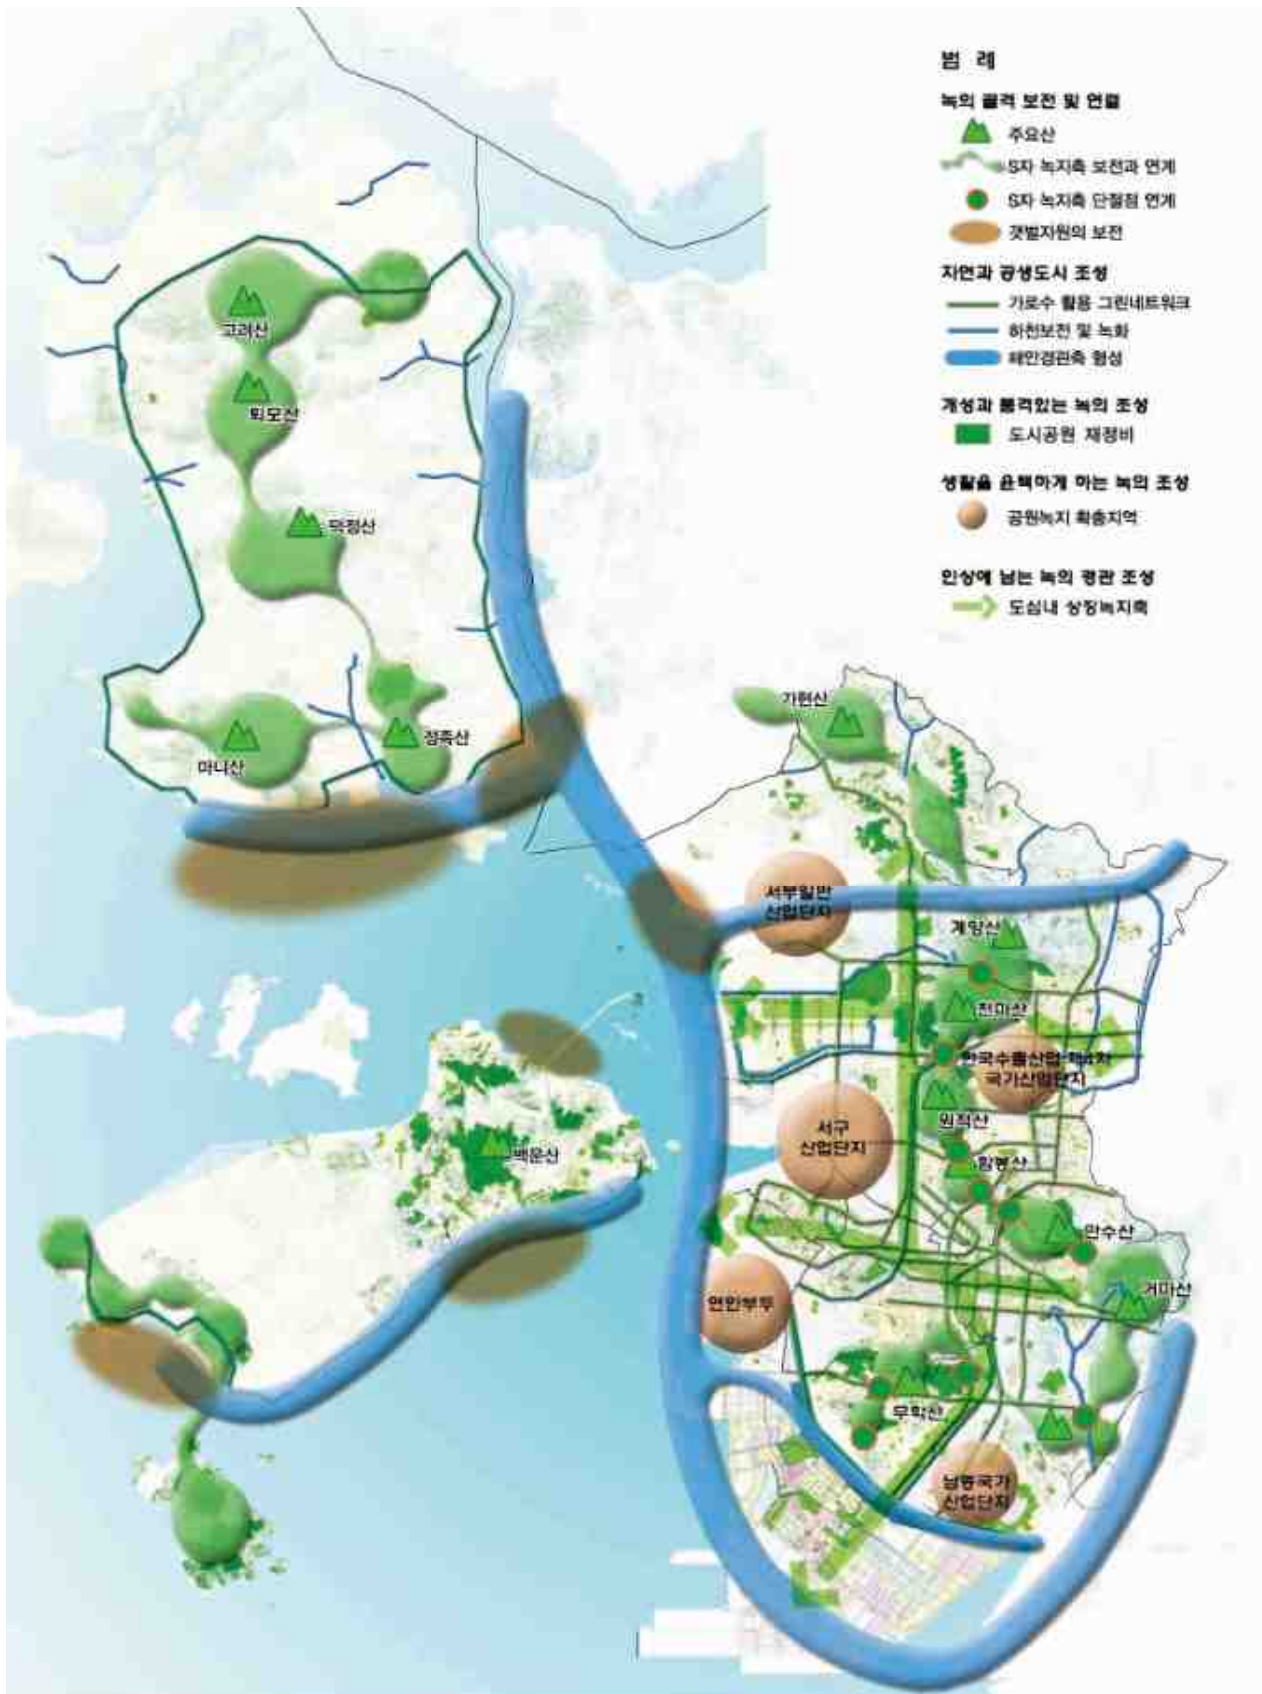 범 례
녹의 골격 보전 및 연결
주요산
S자 녹지축 보전과 연계
S자 녹지축 단절점 연계
갯벌자원의 보전
자연과 공생도시 조성
가로수 활용 그린네트워크
하천보전 및 녹화
해안경관축 형성
개성과 품격있는 녹의 조성
도시공원 재정비
생활을 윤택하게 하는 녹의 조성
공원녹지 확충지역
인상에 남는 녹의 경관 조성
도심내 상징녹지축
고려산
퇴모산
덕정산
정족산
마니산
가현산
서부일반
산업단지
계양산
천마산
한국수출산업 제4차
국가산업단지
원적산
서구
산업단지
함봉산
백운산
만수산
거마산
연안부두
무학산
남동국가
산업단지